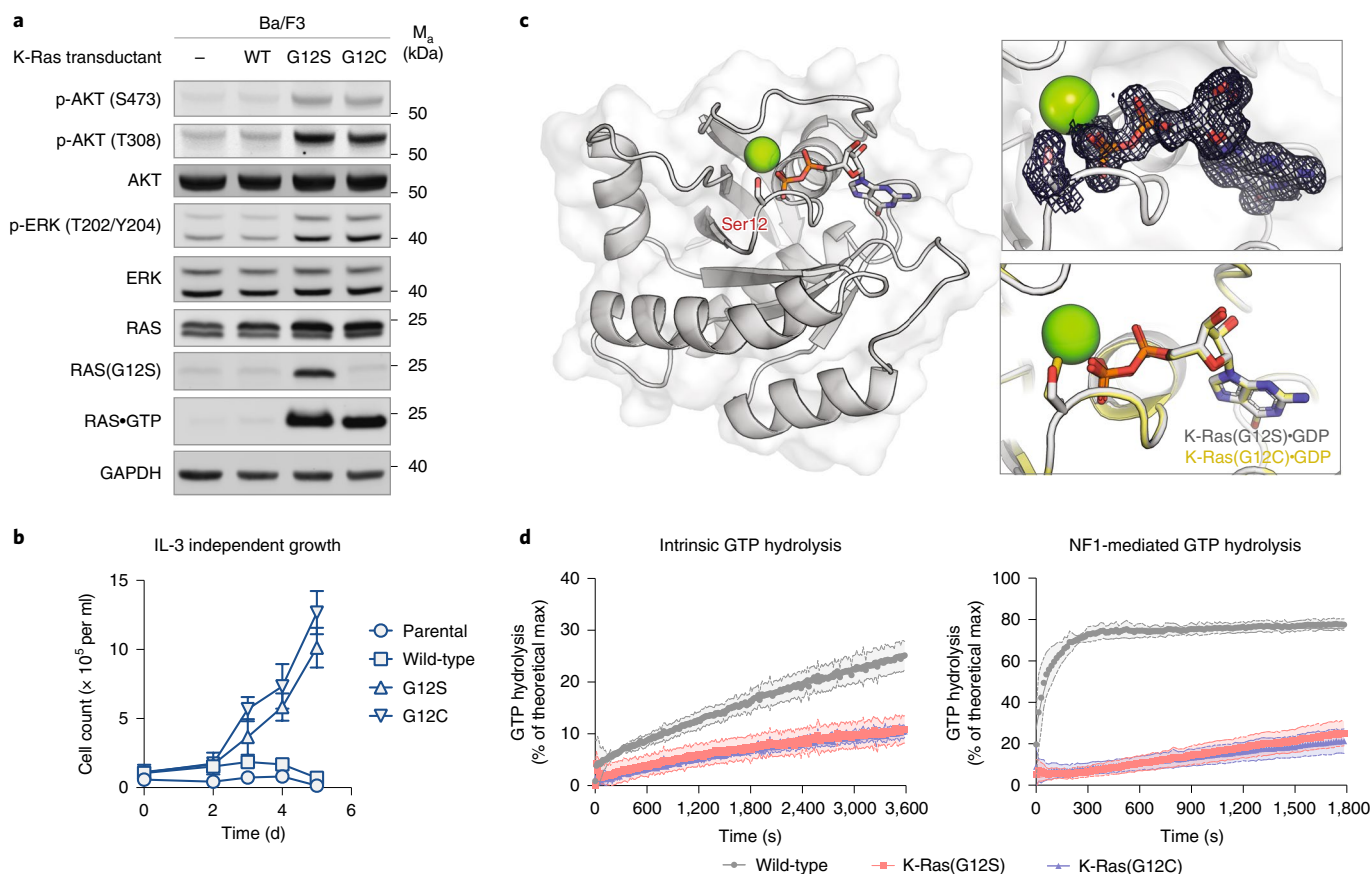 a
Ba/F3
Ma
(kDa)
K-Ras transductant
–
WT
G12S
G12C
p-AKT (S473)
50
p-AKT (T308)
50
AKT
50
p-ERK (T202/Y204)
40
ERK
40
RAS
25
RAS(G12S)
25
RAS•GTP
25
GAPDH
40
b
IL-3 independent growth
Cell count (× 10⁵ per ml)
15
10
5
0
0
2
4
6
Time (d)
Parental
Wild-type
G12S
G12C
c
Ser12
K-Ras(G12S)•GDP
K-Ras(G12C)•GDP
d
Intrinsic GTP hydrolysis
GTP hydrolysis
(% of theoretical max)
40
30
20
10
0
0
600
1,200
1,800
2,400
3,000
3,600
Time (s)
NF1-mediated GTP hydrolysis
GTP hydrolysis
(% of theoretical max)
100
80
60
40
20
0
0
300
600
900
1,200
1,500
1,800
Time (s)
Wild-type
K-Ras(G12S)
K-Ras(G12C)